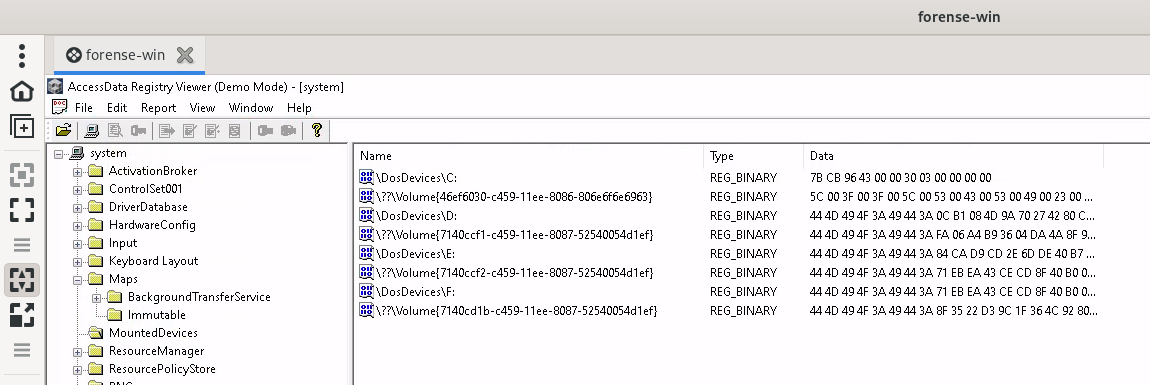 forense-win
forense-win
AccessData Registry Viewer (Demo Mode) - [system]
File Edit Report View Window Help
system
ActivationBroker
ControlSet001
DriverDatabase
HardwareConfig
Input
Keyboard Layout
Maps
BackgroundTransferService
Immutable
MountedDevices
ResourceManager
ResourcePolicyStore
Name Type Data
\DosDevices\C: REG_BINARY 7B CB 96 43 00 00 30 03 00 00 00 00
\??\Volume{46ef6030-c459-11ee-8086-806e6f6e6963} REG_BINARY 5C 00 3F 00 3F 00 5C 00 53 00 43 00 53 00 49 00 23 00 ...
\DosDevices\D: REG_BINARY 44 4D 49 4F 3A 49 44 3A 0C B1 08 4D 9A 70 27 42 80 C...
\??\Volume{7140ccf1-c459-11ee-8087-52540054d1ef} REG_BINARY 44 4D 49 4F 3A 49 44 3A FA 06 A4 B9 36 04 DA 4A 8F 9...
\DosDevices\E: REG_BINARY 44 4D 49 4F 3A 49 44 3A 84 CA D9 CD 2E 6D DE 40 B7 ...
\??\Volume{7140ccf2-c459-11ee-8087-52540054d1ef} REG_BINARY 44 4D 49 4F 3A 49 44 3A 71 EB EA 43 CE CD 8F 40 B0 0...
\DosDevices\F: REG_BINARY 44 4D 49 4F 3A 49 44 3A 71 EB EA 43 CE CD 8F 40 B0 0...
\??\Volume{7140cd1b-c459-11ee-8087-52540054d1ef} REG_BINARY 44 4D 49 4F 3A 49 44 3A 8F 35 22 D3 9C 1F 36 4C 92 80...